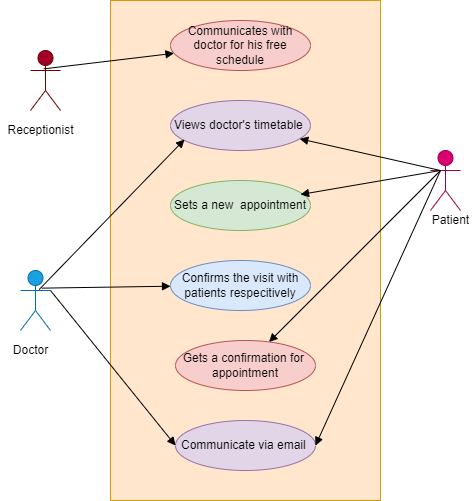 Communicates with
doctor for his free
schedule
Receptionist
Views doctor's timetable
Sets a new  appointment
Patient
Confirms the visit with
patients respecitively
Doctor
Gets a confirmation for
appointment
Communicate via email